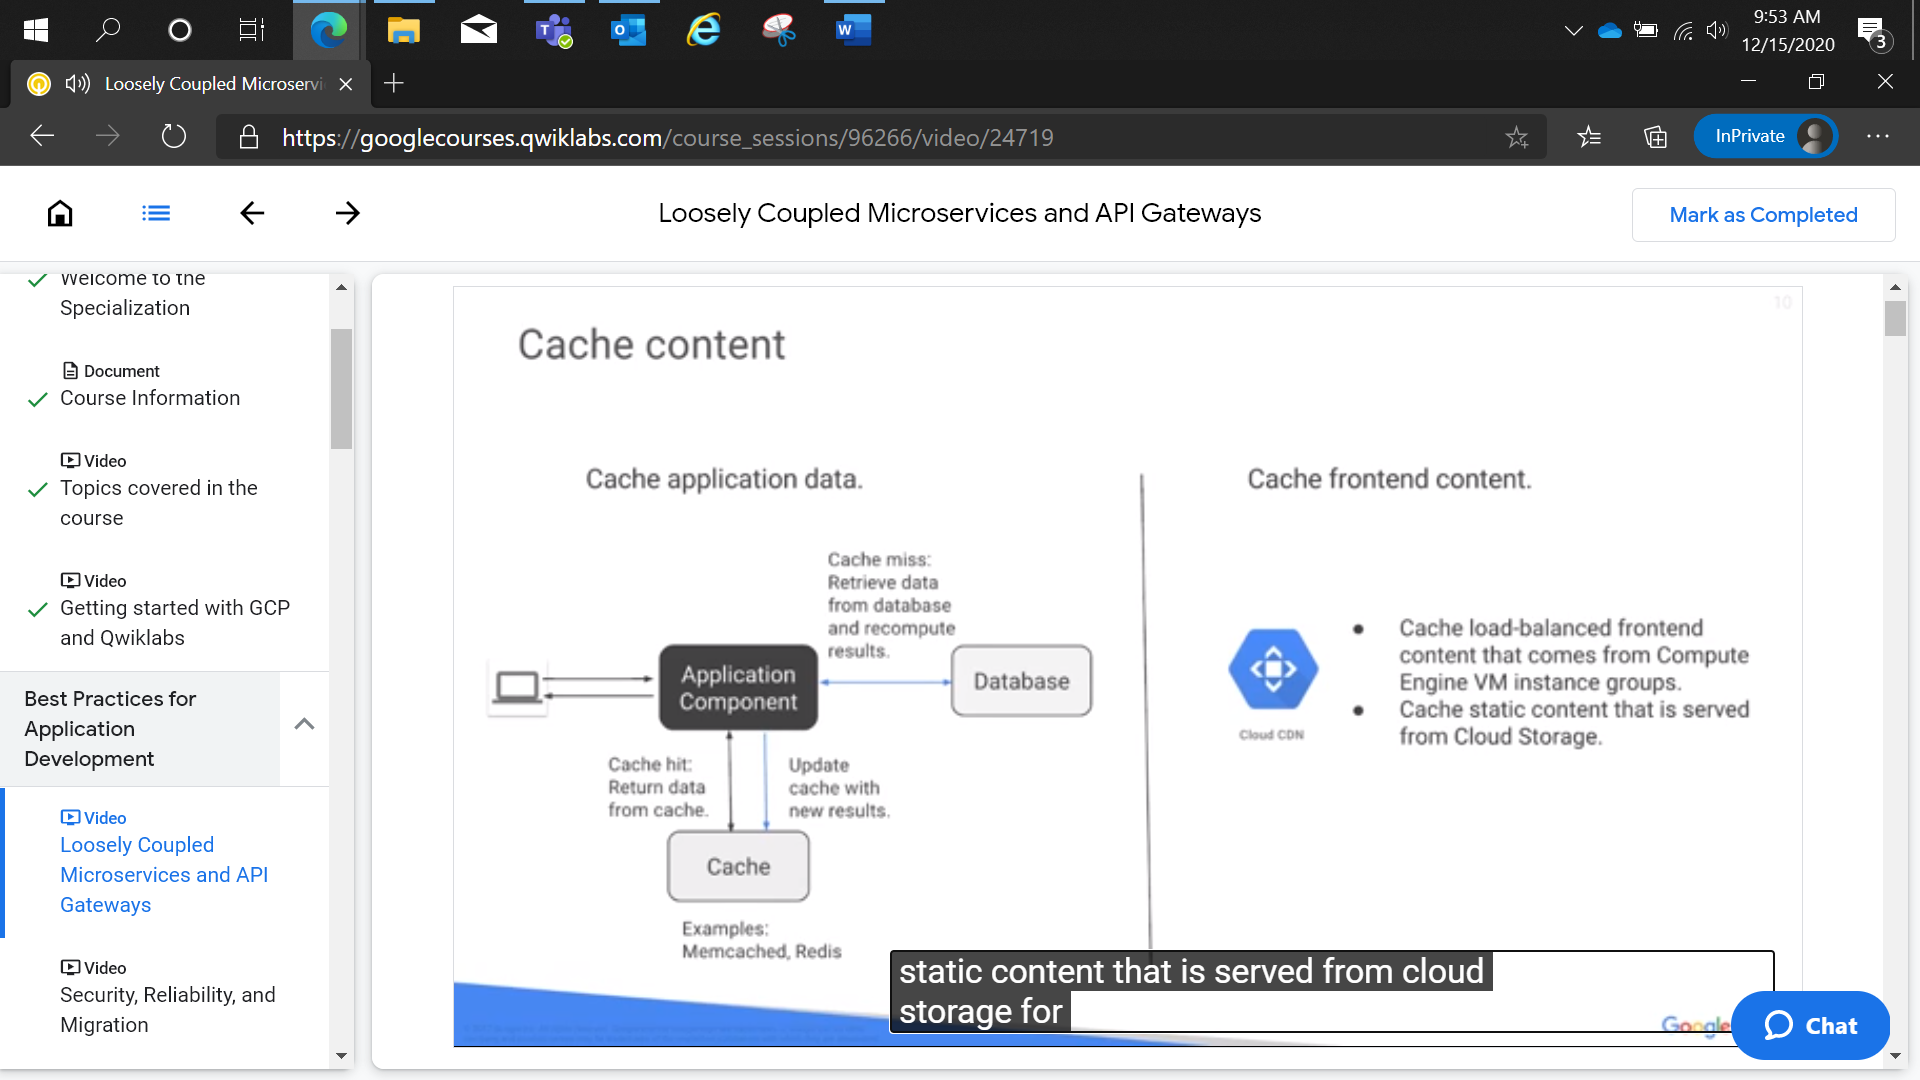 9:53 AM
12/15/2020
3
Loosely Coupled Microservi
https://googlecourses.qwiklabs.com/course_sessions/96266/video/24719
InPrivate
Loosely Coupled Microservices and API Gateways
Mark as Completed
Welcome to the
Specialization
Document
Course Information
Video
Topics covered in the
course
Video
Getting started with GCP
and Qwiklabs
Best Practices for
Application
Development
Video
Loosely Coupled
Microservices and API
Gateways
Video
Security, Reliability, and
Migration
10
Cache content
Cache application data.
Cache miss:
Retrieve data
from database
and recompute
results.
Application
Component
Database
Cache hit:
Return data
from cache.
Update
cache with
new results.
Cache
Examples:
Memcached, Redis
Cache frontend content.
Cloud CDN
● Cache load-balanced frontend
content that comes from Compute
Engine VM instance groups.
● Cache static content that is served
from Cloud Storage.
static content that is served from cloud
storage for
Google
Chat